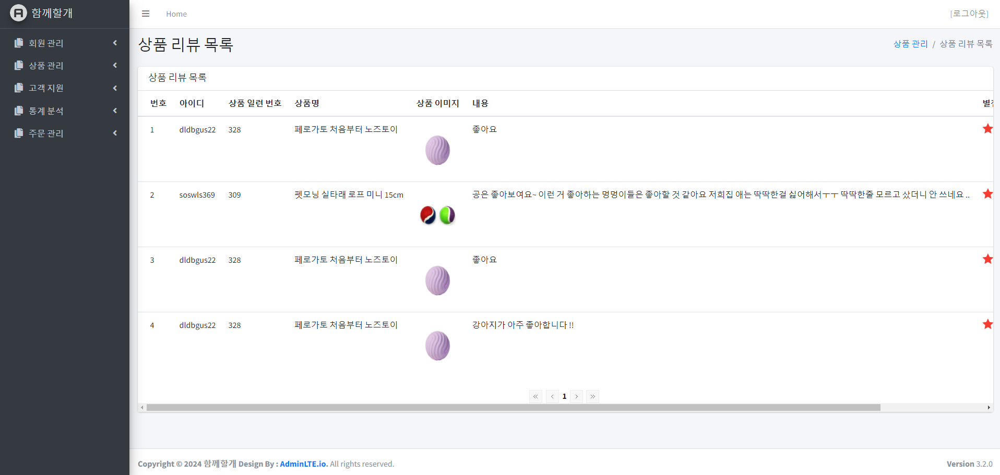 함께할개
Home
[로그아웃]
회원 관리
상품 관리
고객 지원
통계 분석
주문 관리
상품 리뷰 목록
상품 관리 / 상품 리뷰 목록
상품 리뷰 목록
번호 아이디 상품 일련 번호 상품명 상품 이미지 내용
1 dldbgus22 328 페로가토 처음부터 노즈토이 좋아요
2 soswls369 309 펫모닝 실타래 로프 미니 15cm 공은 좋아보여요~ 이런 거 좋아하는 멍멍이들은 좋아할 것 같아요 저희집 애는 딱딱한걸 싫어해서ㅜㅜ 딱딱한줄 모르고 샀더니 안 쓰네요 ..
3 dldbgus22 328 페로가토 처음부터 노즈토이 좋아요
4 dldbgus22 328 페로가토 처음부터 노즈토이 강아지가 아주 좋아합니다 !!
« ‹ 1 › »
Copyright © 2024 함께할개 Design By : AdminLTE.io. All rights reserved.
Version 3.2.0